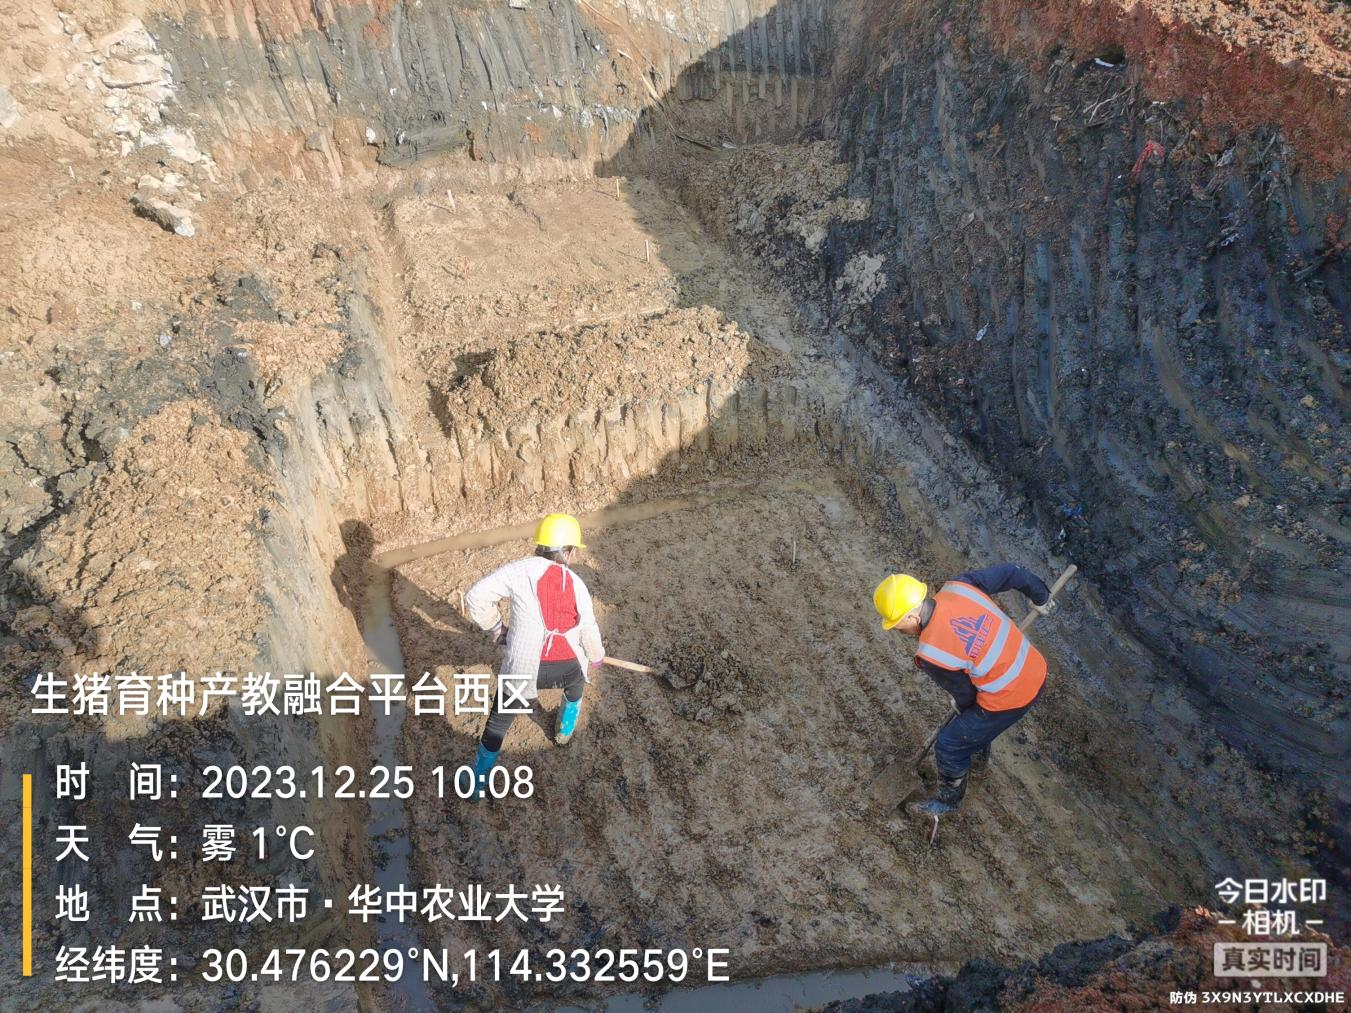 生猪育种产教融合平台西区
时 间：2023.12.25 10:08
天 气：雾 1℃
地 点：武汉市·华中农业大学
经纬度：30.476229°N,114.332559°E
今日水印
－相机－
真实时间
防伪 3X9N3YTLXCXDHE